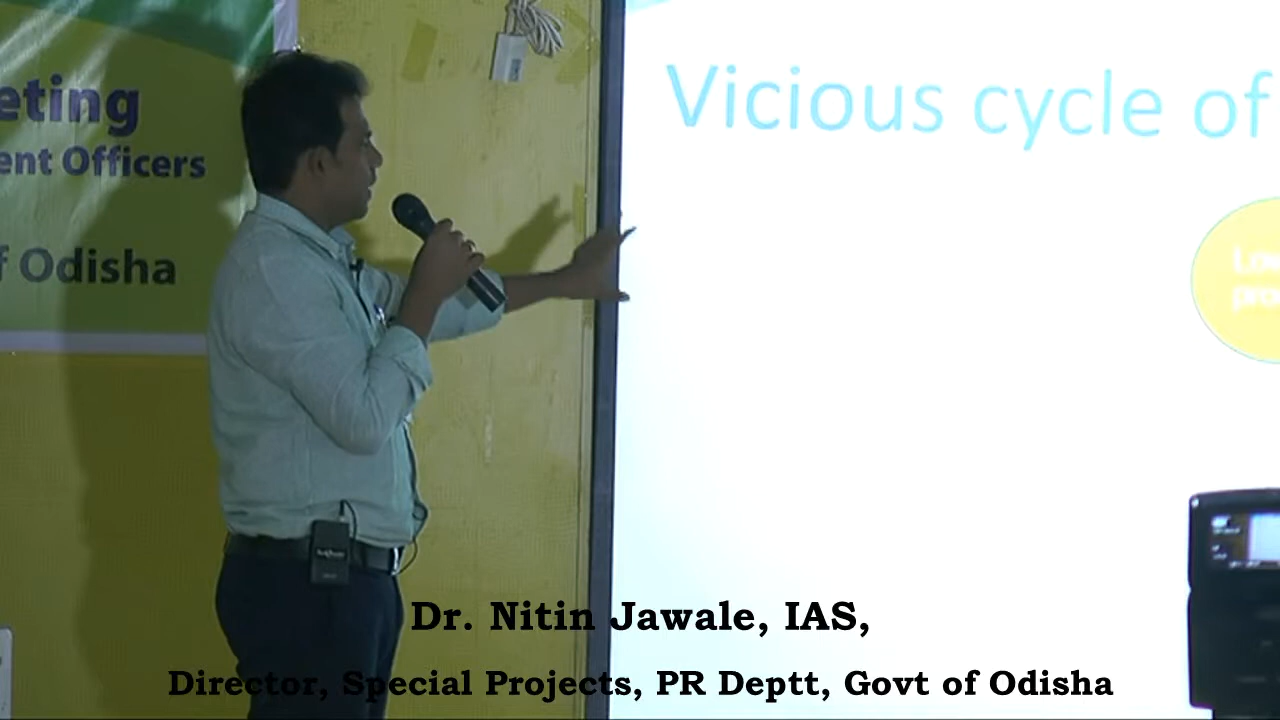 eting
ent Officers
f Odisha
Vicious cycle of
Dr. Nitin Jawale, IAS,
Director, Special Projects, PR Deptt, Govt of Odisha